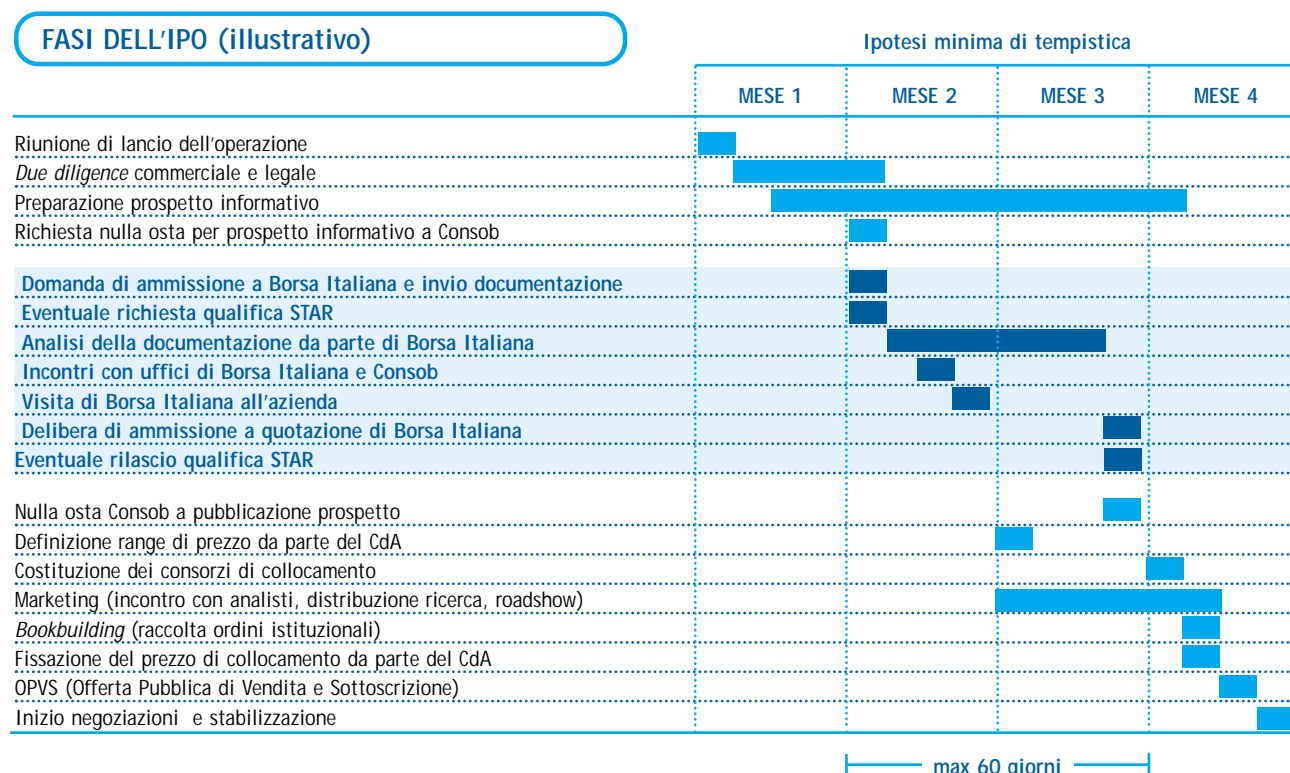 FASI DELL'IPO (illustrativo)
Ipotesi minima di tempistica
MESE 1 MESE 2 MESE 3 MESE 4
Riunione di lancio dell'operazione
Due diligence commerciale e legale
Preparazione prospetto informativo
Richiesta nulla osta per prospetto informativo a Consob
Domanda di ammissione a Borsa Italiana e invio documentazione
Eventuale richiesta qualifica STAR
Analisi della documentazione da parte di Borsa Italiana
Incontri con uffici di Borsa Italiana e Consob
Visita di Borsa Italiana all'azienda
Delibera di ammissione a quotazione di Borsa Italiana
Eventuale rilascio qualifica STAR
Nulla osta Consob a pubblicazione prospetto
Definizione range di prezzo da parte del CdA
Costituzione dei consorzi di collocamento
Marketing (incontro con analisti, distribuzione ricerca, roadshow)
Bookbuilding (raccolta ordini istituzionali)
Fissazione del prezzo di collocamento da parte del CdA
OPVS (Offerta Pubblica di Vendita e Sottoscrizione)
Inizio negoziazioni e stabilizzazione
max 60 giorni